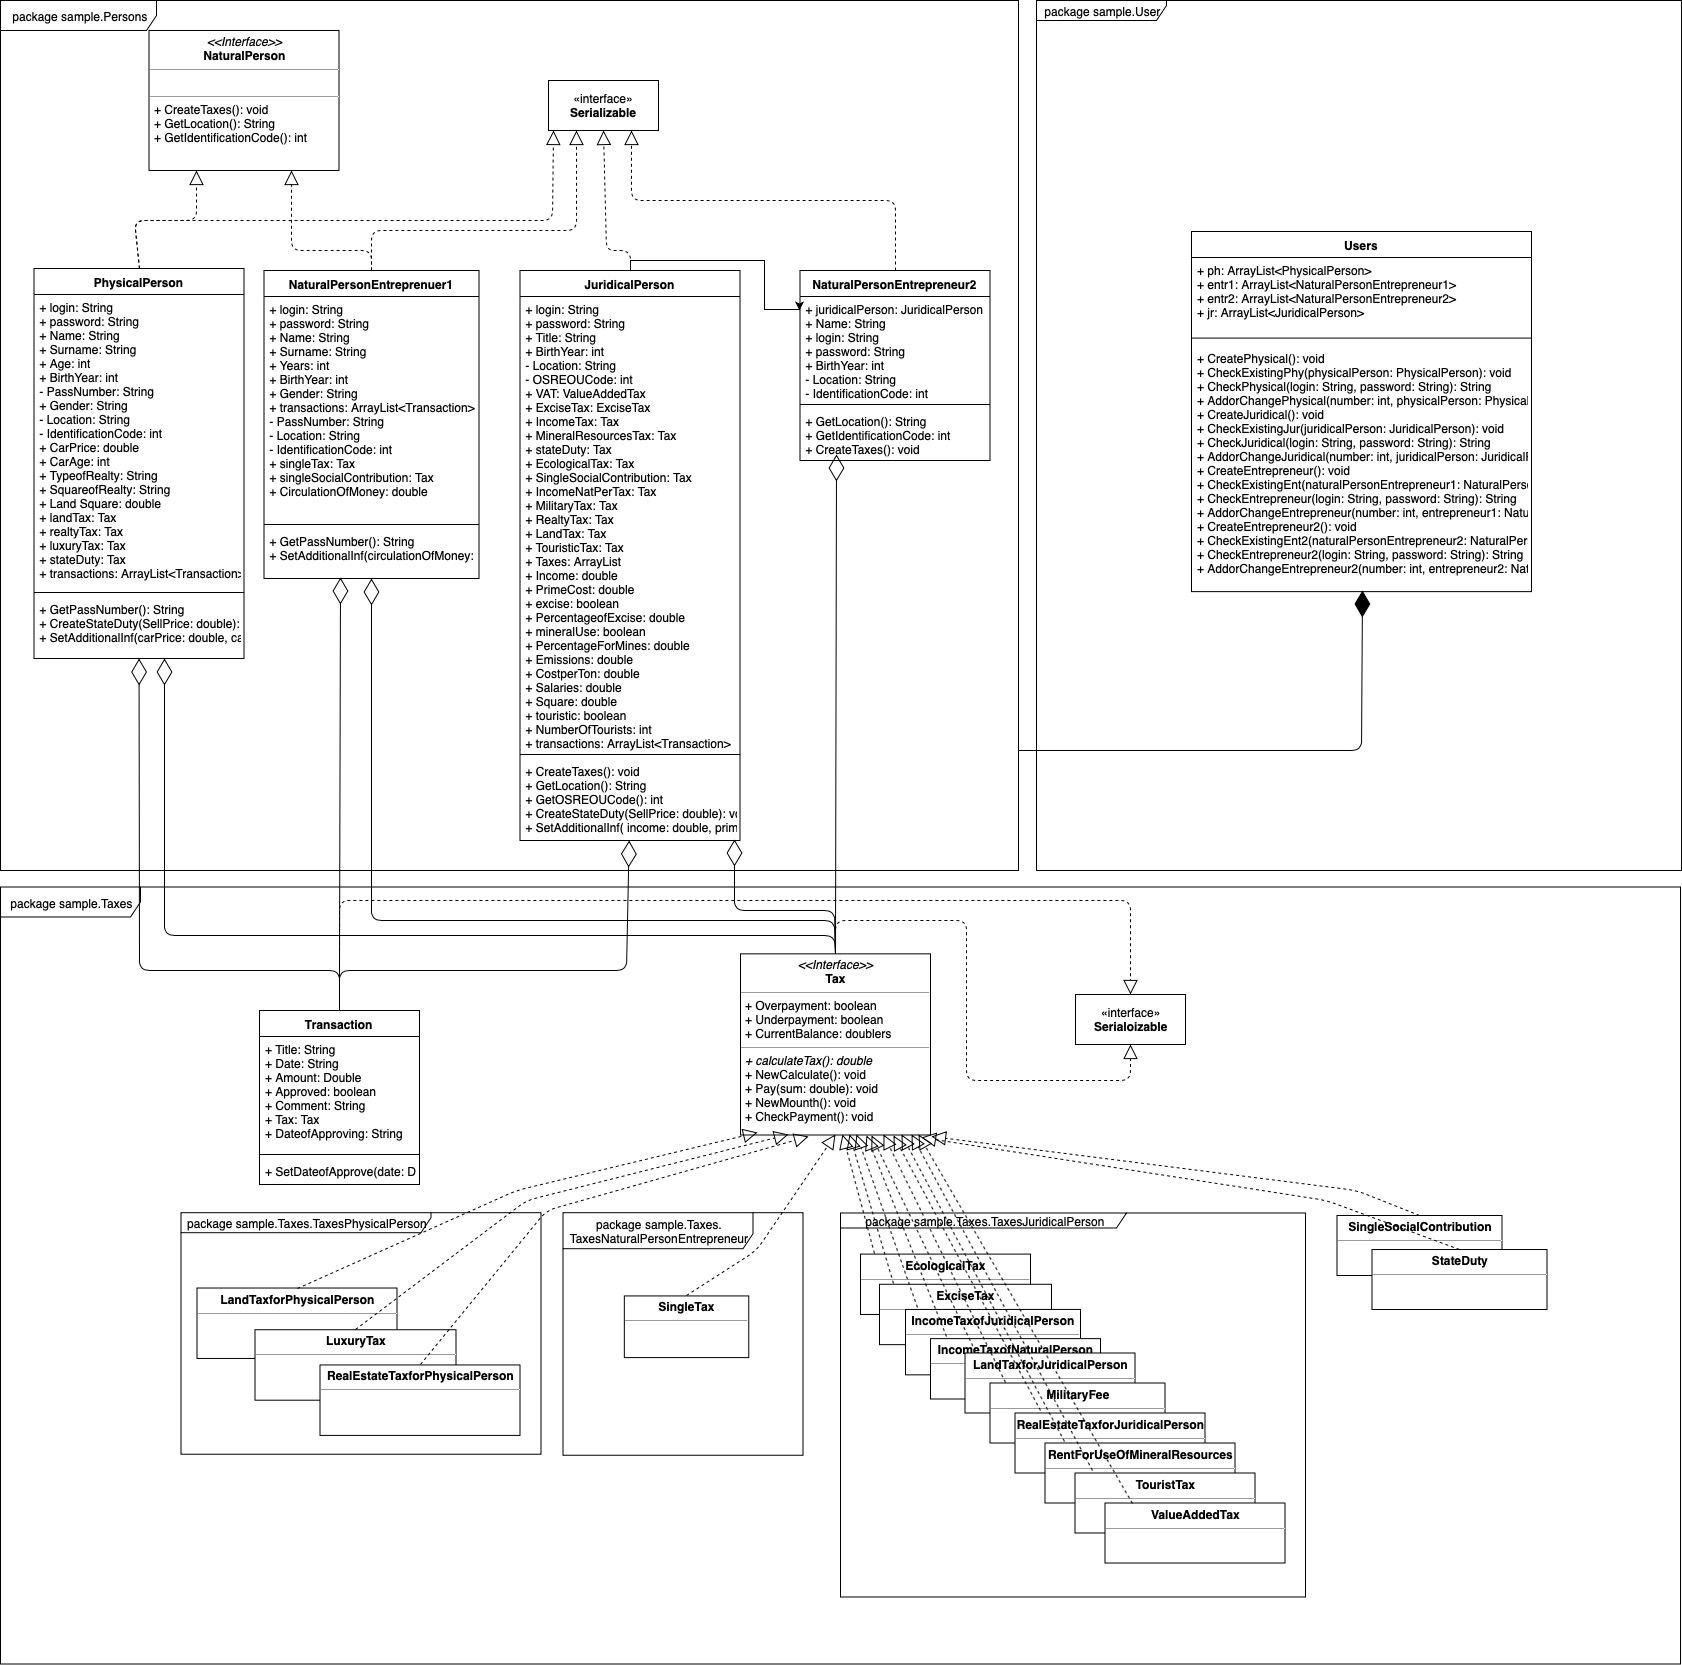 package sample.Persons
<<Interface>>
NaturalPerson
+ CreateTaxes(): void
+ GetLocation(): String
+ GetIdentificationCode(): int
«interface»
Serializable
PhysicalPerson
+ login: String
+ password: String
+ Name: String
+ Surname: String
+ Age: int
+ BirthYear: int
- PassNumber: String
+ Gender: String
- Location: String
- IdentificationCode: int
+ CarPrice: double
+ CarAge: int
+ TypeofRealty: String
+ SquareofRealty: String
+ Land Square: double
+ landTax: Tax
+ realtyTax: Tax
+ luxuryTax: Tax
+ stateDuty: Tax
+ transactions: ArrayList<Transaction>
+ GetPassNumber(): String
+ CreateStateDuty(SellPrice: double):
+ SetAdditionalInf(carPrice: double, ca
NaturalPersonEntreprenuer1
+ login: String
+ password: String
+ Name: String
+ Surname: String
+ Years: int
+ BirthYear: int
+ Gender: String
+ transactions: ArrayList<Transaction>
- PassNumber: String
- Location: String
- IdentificationCode: int
+ singleTax: Tax
+ singleSocialContribution: Tax
+ CirculationOfMoney: double
+ GetPassNumber(): String
+ SetAdditionalInf(circulationOfMoney:
JuridicalPerson
+ login: String
+ password: String
+ Title: String
+ BirthYear: int
- Location: String
- OSREOUCode: int
+ VAT: ValueAddedTax
+ ExciseTax: ExciseTax
+ IncomeTax: Tax
+ MineralResourcesTax: Tax
+ stateDuty: Tax
+ EcologicalTax: Tax
+ SingleSocialContribution: Tax
+ IncomeNatPerTax: Tax
+ MilitaryTax: Tax
+ RealtyTax: Tax
+ LandTax: Tax
+ TouristicTax: Tax
+ Taxes: ArrayList
+ Income: double
+ PrimeCost: double
+ excise: boolean
+ PercentageofExcise: double
+ mineralUse: boolean
+ PercentageForMines: double
+ Emissions: double
+ CostperTon: double
+ Salaries: double
+ Square: double
+ touristic: boolean
+ NumberOfTourists: int
+ transactions: ArrayList<Transaction>
+ CreateTaxes(): void
+ GetLocation(): String
+ GetOSREOUCode(): int
+ CreateStateDuty(SellPrice: double): vo
+ SetAdditionalInf( income: double, prim
NaturalPersonEntrepreneur2
+ juridicalPerson: JuridicalPerson
+ Name: String
+ login: String
+ password: String
+ BirthYear: int
- Location: String
- IdentificationCode: int
+ GetLocation(): String
+ GetIdentificationCode: int
+ CreateTaxes(): void
package sample.User
Users
+ ph: ArrayList<PhysicalPerson>
+ entr1: ArrayList<NaturalPersonEntrepreneur1>
+ entr2: ArrayList<NaturalPersonEntrepreneur2>
+ jr: ArrayList<JuridicalPerson>
+ CreatePhysical(): void
+ CheckExistingPhy(physicalPerson: PhysicalPerson): void
+ CheckPhysical(login: String, password: String): String
+ AddorChangePhysical(number: int, physicalPerson: Physical
+ CreateJuridical(): void
+ CheckExistingJur(juridicalPerson: JuridicalPerson): void
+ CheckJuridical(login: String, password: String): String
+ AddorChangeJuridical(number: int, juridicalPerson: Juridicall
+ CreateEntrepreneur(): void
+ CheckExistingEnt(naturalPersonEntrepreneur1: NaturalPerso
+ CheckEntrepreneur(login: String, password: String): String
+ AddorChangeEntrepreneur(number: int, entrepreneur1: Natu
+ CreateEntrepreneur2(): void
+ CheckExistingEnt2(naturalPersonEntrepreneur2: NaturalPer
+ CheckEntrepreneur2(login: String, password: String): String
+ AddorChangeEntrepreneur2(number: int, entrepreneur2: Nat
package sample.Taxes
Transaction
+ Title: String
+ Date: String
+ Amount: Double
+ Approved: boolean
+ Comment: String
+ Tax: Tax
+ DateofApproving: String
+ SetDateofApprove(date: D
<<Interface>>
Tax
+ Overpayment: boolean
+ Underpayment: boolean
+ CurrentBalance: doublers
+ calculateTax(): double
+ NewCalculate(): void
+ Pay(sum: double): void
+ NewMounth(): void
+ CheckPayment(): void
«interface»
Serialoizable
package sample.Taxes.TaxesPhysicalPerson
LandTaxforPhysicalPerson
LuxuryTax
RealEstateTaxforPhysicalPerson
package sample.Taxes.
TaxesNaturalPersonEntrepreneur
SingleTax
package sample.Taxes.TaxesJuridicalPerson
EcologicalTax
ExciseTax
IncomeTaxofJuridicalPerson
IncomeTaxofNaturalPerson
LandTaxforJuridicalPerson
MilitaryFee
RealEstateTaxforJuridicalPerson
RentForUseOfMineralResources
TouristTax
ValueAddedTax
SingleSocialContribution
StateDuty